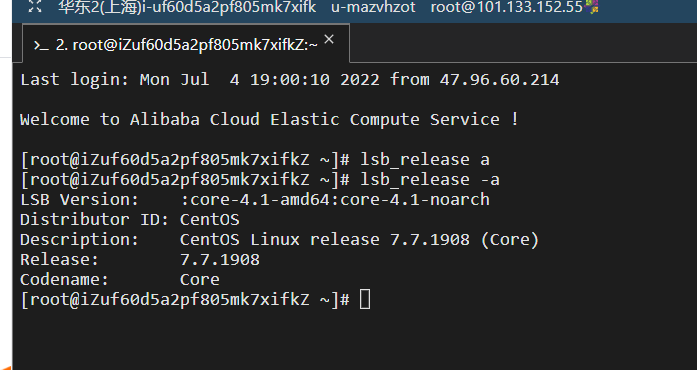 华东2(上海)i-uf60d5a2pf805mk7xifk u-mazvhzot root@101.133.152.55
2. root@iZuf60d5a2pf805mk7xifkZ:~ ×
Last login: Mon Jul  4 19:00:10 2022 from 47.96.60.214
Welcome to Alibaba Cloud Elastic Compute Service !
[root@iZuf60d5a2pf805mk7xifkZ ~]# lsb_release a
[root@iZuf60d5a2pf805mk7xifkZ ~]# lsb_release -a
LSB Version:    :core-4.1-amd64:core-4.1-noarch
Distributor ID: CentOS
Description:    CentOS Linux release 7.7.1908 (Core)
Release:        7.7.1908
Codename:       Core
[root@iZuf60d5a2pf805mk7xifkZ ~]#